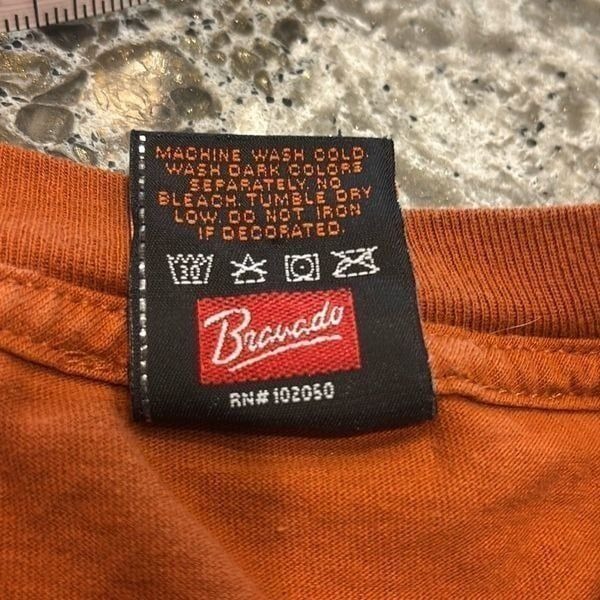 MACHINE WASH COLD.
WASH DARK COLORS
SEPARATELY. NO
BLEACH. TUMBLE DRY
LOW. DO NOT IRON
IF DECORATED.
30
Bravado
RN# 102050